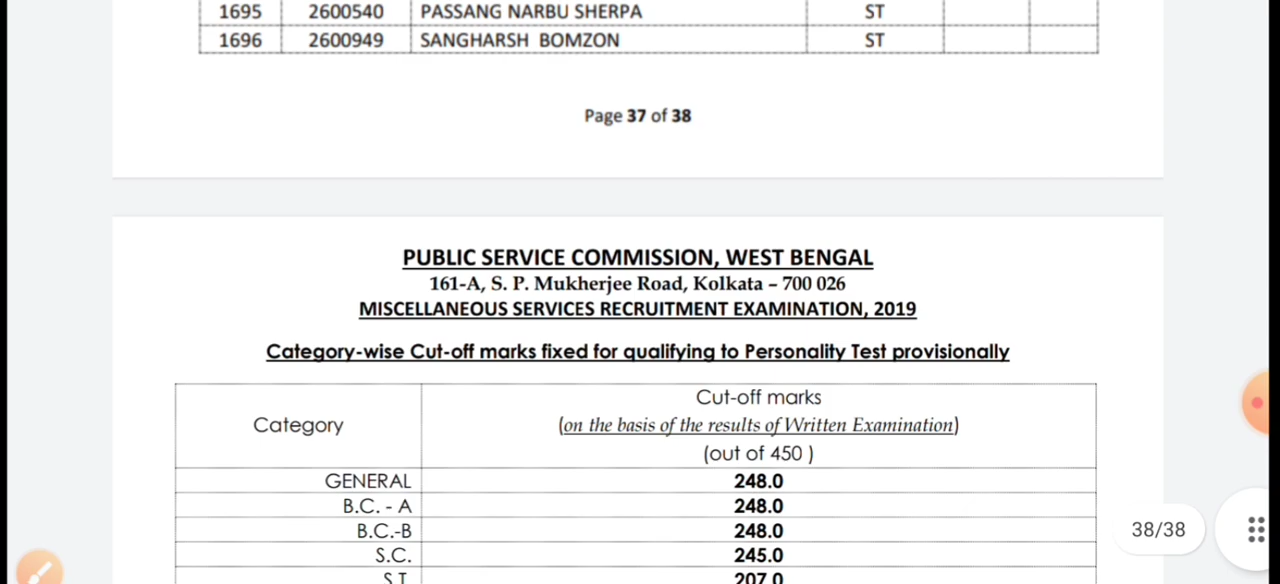 1695 2600540 PASSANG NARBU SHERPA ST
1696 2600949 SANGHARSH BOMZON ST
Page 37 of 38
PUBLIC SERVICE COMMISSION, WEST BENGAL
161-A, S. P. Mukherjee Road, Kolkata – 700 026
MISCELLANEOUS SERVICES RECRUITMENT EXAMINATION, 2019
Category-wise Cut-off marks fixed for qualifying to Personality Test provisionally
Category
Cut-off marks
(on the basis of the results of Written Examination)
(out of 450 )
GENERAL 248.0
B.C. - A 248.0
B.C.-B 248.0
S.C. 245.0
S.T. 207.0
38/38